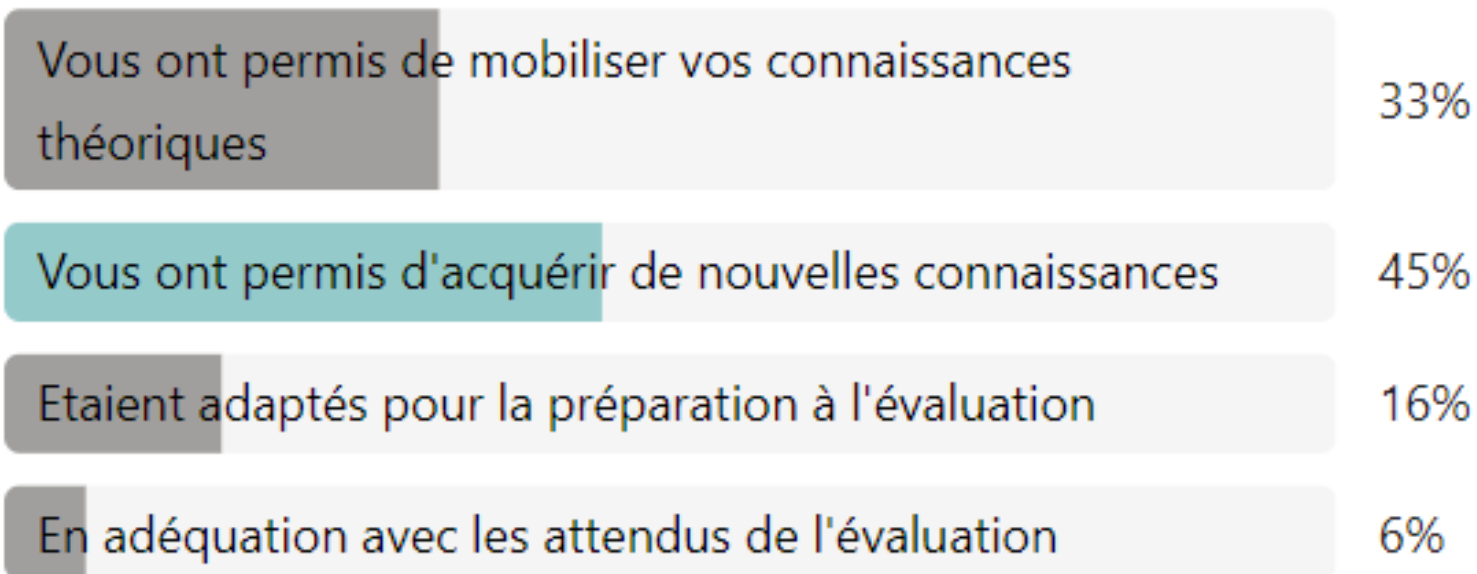 Vous ont permis de mobiliser vos connaissances
théoriques
33%
Vous ont permis d'acquérir de nouvelles connaissances
45%
Etaient adaptés pour la préparation à l'évaluation
16%
En adéquation avec les attendus de l'évaluation
6%